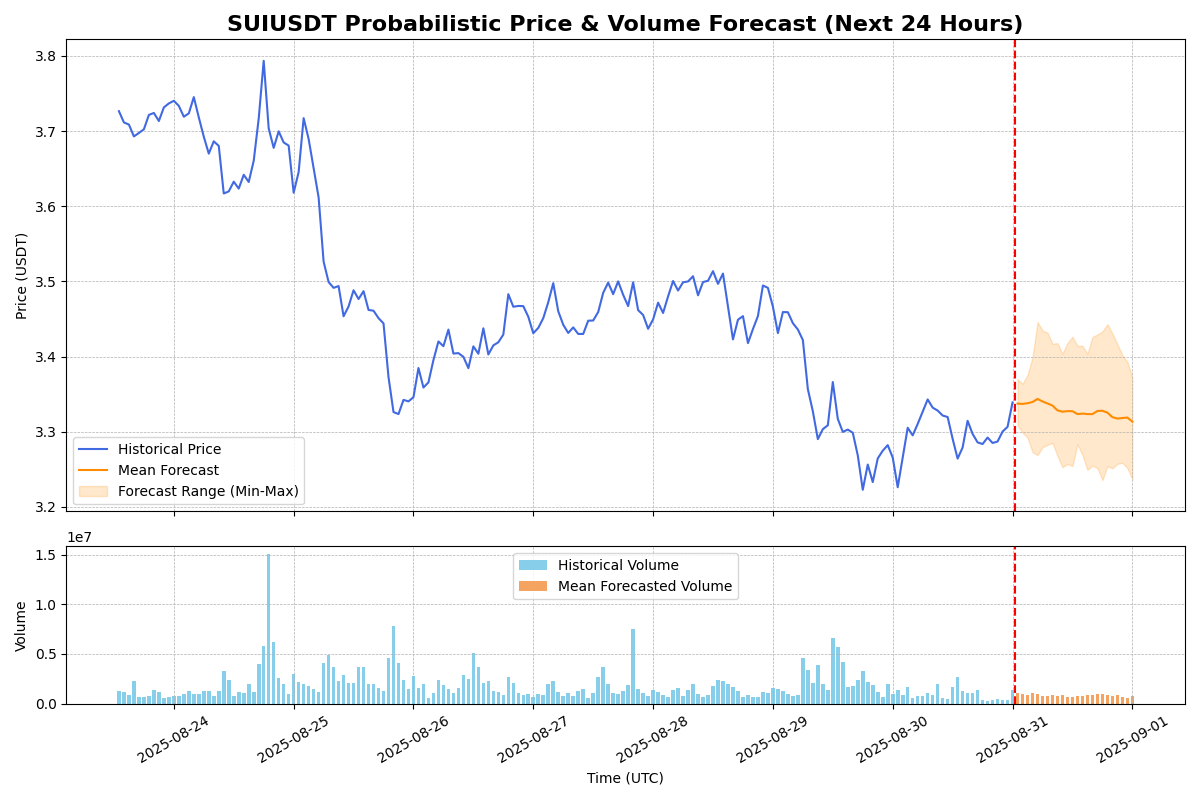 SUIUSDT Probabilistic Price & Volume Forecast (Next 24 Hours)
3.8
3.7
3.6
3.5
3.4
3.3
3.2
Price (USDT)
Historical Price
Mean Forecast
Forecast Range (Min-Max)
1e7
1.5
1.0
0.5
0.0
Volume
Historical Volume
Mean Forecasted Volume
2025-08-24
2025-08-25
2025-08-26
2025-08-27
2025-08-28
2025-08-29
2025-08-30
2025-08-31
2025-09-01
Time (UTC)